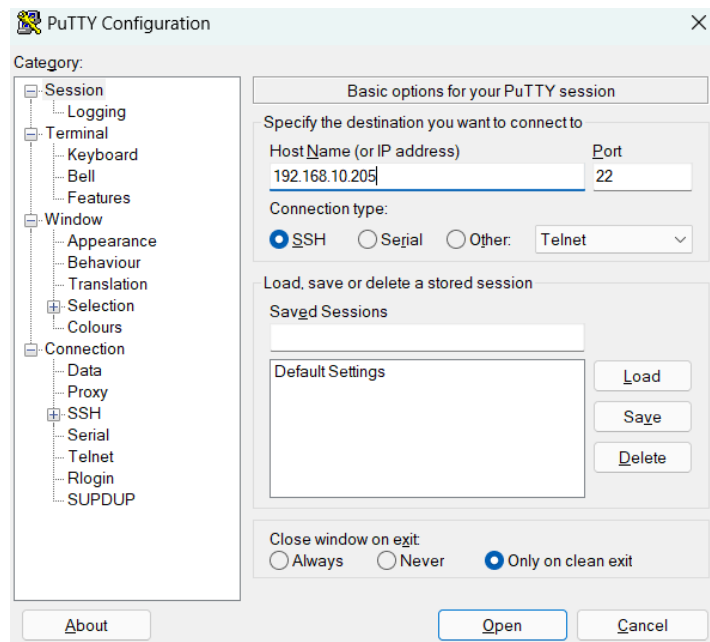 PuTTY Configuration
Category:
Session
Logging
Terminal
Keyboard
Bell
Features
Window
Appearance
Behaviour
Translation
Selection
Colours
Connection
Data
Proxy
SSH
Serial
Telnet
Rlogin
SUPDUP
Basic options for your PuTTY session
Specify the destination you want to connect to
Host Name (or IP address) Port
192.168.10.205 22
Connection type:
SSH Serial Other: Telnet
Load, save or delete a stored session
Saved Sessions
Default Settings
Load
Save
Delete
Close window on exit:
Always Never Only on clean exit
About Open Cancel